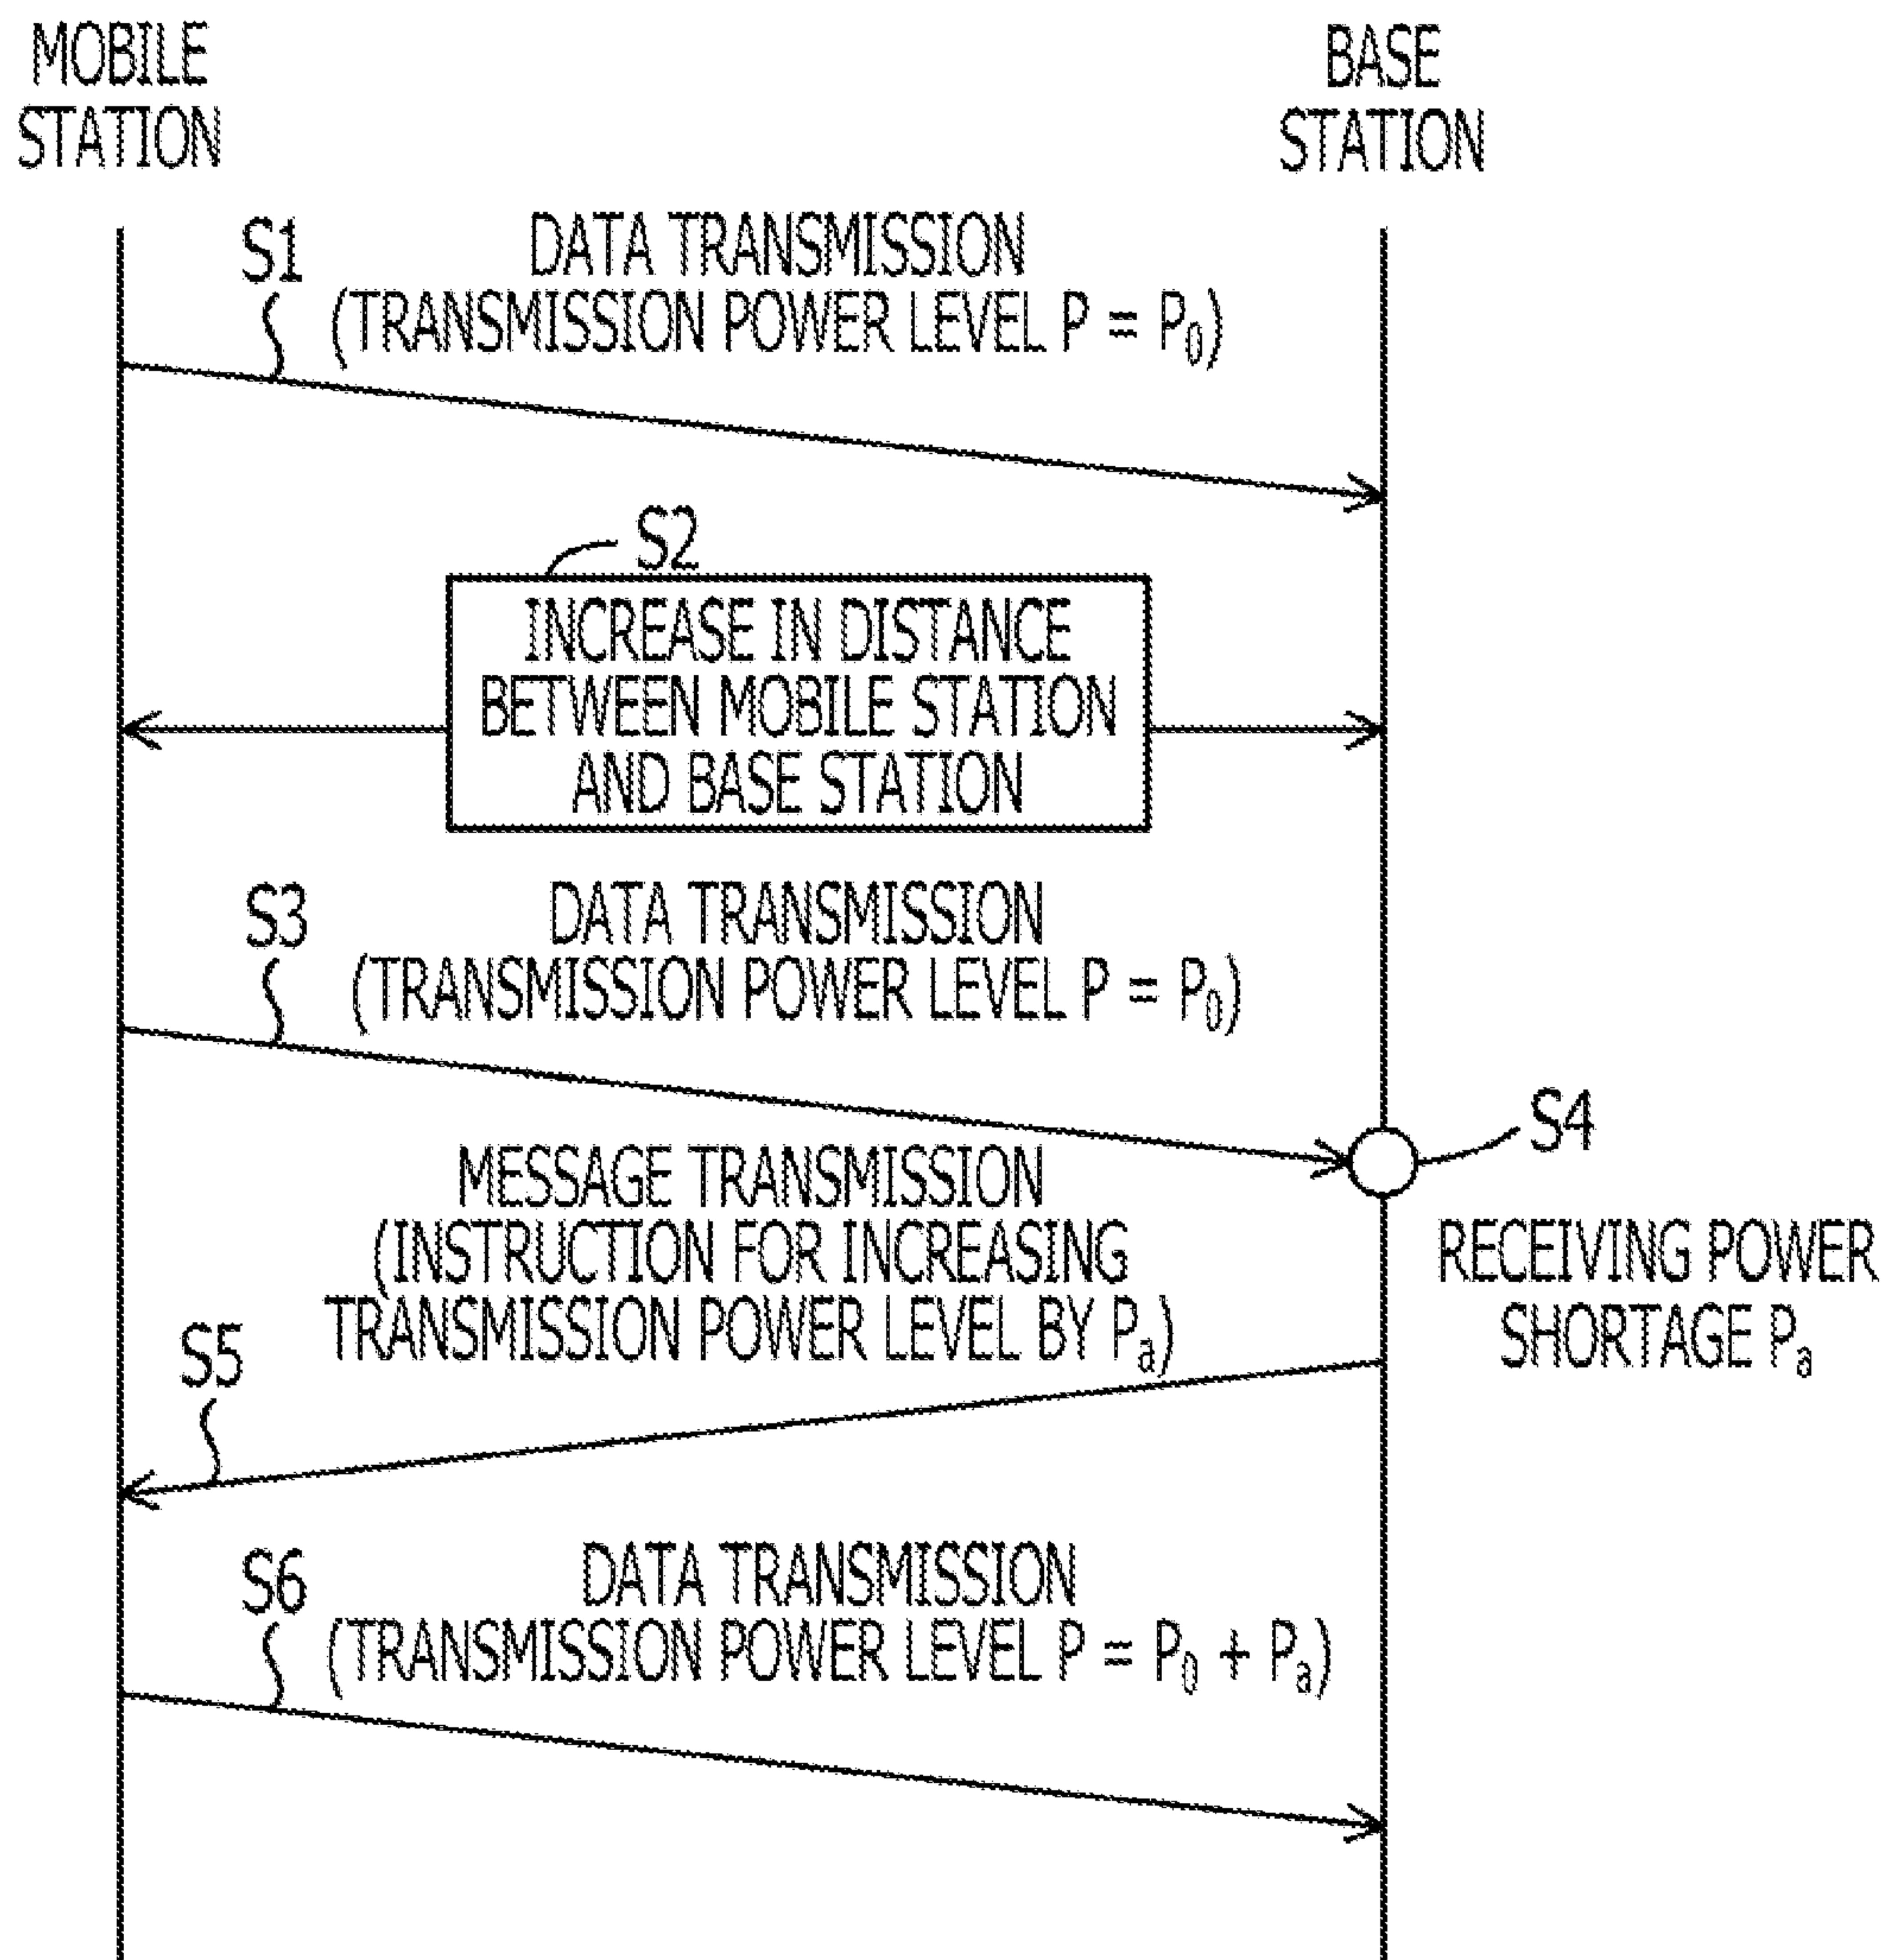 MOBILE
STATION
BASE
STATION
S1
DATA TRANSMISSION
(TRANSMISSION POWER LEVEL P = P₀)
S2
INCREASE IN DISTANCE
BETWEEN MOBILE STATION
AND BASE STATION
S3
DATA TRANSMISSION
(TRANSMISSION POWER LEVEL P = P₀)
S4
RECEIVING POWER
SHORTAGE Pₐ
MESSAGE TRANSMISSION
(INSTRUCTION FOR INCREASING
TRANSMISSION POWER LEVEL BY Pₐ)
S5
S6
DATA TRANSMISSION
(TRANSMISSION POWER LEVEL P = P₀ + Pₐ)